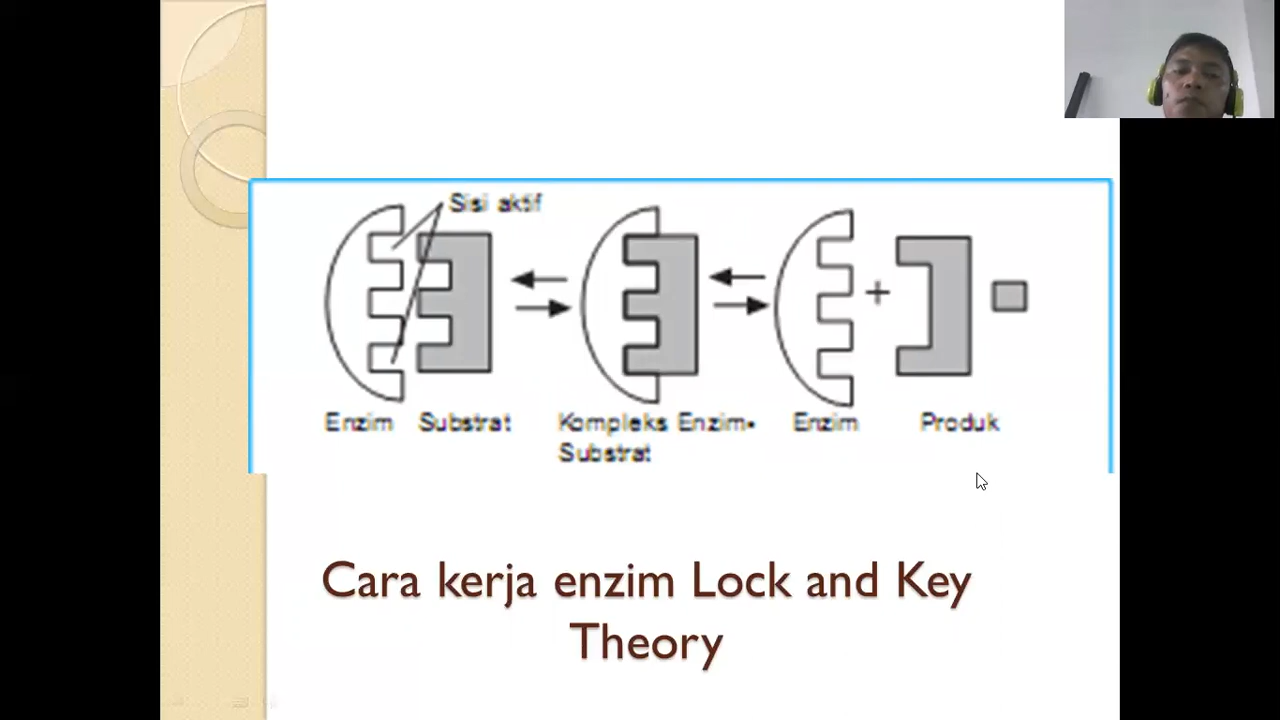 Sisi aktif
Enzim Substrat Kompleks Enzim- Enzim Produk
Substrat
+
Cara kerja enzim Lock and Key
Theory